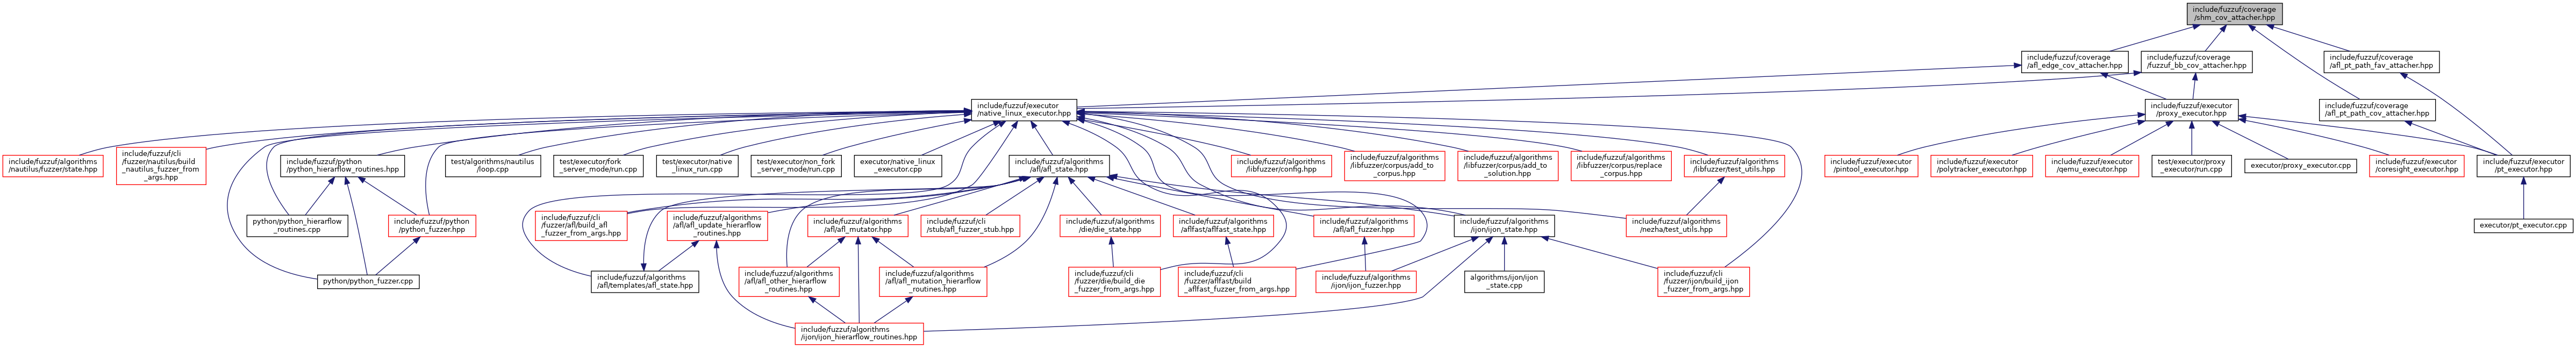 include/fuzzuf/coverage
/shm_cov_attacher.hpp
include/fuzzuf/coverage
/afl_edge_cov_attacher.hpp
include/fuzzuf/coverage
/fuzzuf_bb_cov_attacher.hpp
include/fuzzuf/coverage
/afl_pt_path_fav_attacher.hpp
include/fuzzuf/executor
/native_linux_executor.hpp
include/fuzzuf/executor
/proxy_executor.hpp
include/fuzzuf/coverage
/afl_pt_path_cov_attacher.hpp
include/fuzzuf/algorithms
/nautilus/fuzzer/state.hpp
include/fuzzuf/cli
/fuzzer/nautilus/build
_nautilus_fuzzer_from
_args.hpp
include/fuzzuf/python
/python_hierarflow_routines.hpp
test/algorithms/nautilus
/loop.cpp
test/executor/fork
_server_mode/run.cpp
test/executor/native
_linux_run.cpp
test/executor/non_fork
_server_mode/run.cpp
executor/native_linux
_executor.cpp
include/fuzzuf/algorithms
/afl/afl_state.hpp
include/fuzzuf/algorithms
/libfuzzer/config.hpp
include/fuzzuf/algorithms
/libfuzzer/corpus/add_to
_corpus.hpp
include/fuzzuf/algorithms
/libfuzzer/corpus/add_to
_solution.hpp
include/fuzzuf/algorithms
/libfuzzer/corpus/replace
_corpus.hpp
include/fuzzuf/algorithms
/libfuzzer/test_utils.hpp
include/fuzzuf/executor
/pintool_executor.hpp
include/fuzzuf/executor
/polytracker_executor.hpp
include/fuzzuf/executor
/qemu_executor.hpp
test/executor/proxy
_executor/run.cpp
executor/proxy_executor.cpp
include/fuzzuf/executor
/coresight_executor.hpp
include/fuzzuf/executor
/pt_executor.hpp
python/python_hierarflow
_routines.cpp
include/fuzzuf/python
/python_fuzzer.hpp
include/fuzzuf/cli
/fuzzer/afl/build_afl
_fuzzer_from_args.hpp
include/fuzzuf/algorithms
/afl/afl_update_hierarflow
_routines.hpp
include/fuzzuf/algorithms
/afl/afl_mutator.hpp
include/fuzzuf/cli
/stub/afl_fuzzer_stub.hpp
include/fuzzuf/algorithms
/die/die_state.hpp
include/fuzzuf/algorithms
/aflfast/aflfast_state.hpp
include/fuzzuf/algorithms
/afl/afl_fuzzer.hpp
include/fuzzuf/algorithms
/ijon/ijon_state.hpp
include/fuzzuf/algorithms
/nezha/test_utils.hpp
executor/pt_executor.cpp
python/python_fuzzer.cpp
include/fuzzuf/algorithms
/afl/templates/afl_state.hpp
include/fuzzuf/algorithms
/afl/afl_other_hierarflow
_routines.hpp
include/fuzzuf/algorithms
/afl/afl_mutation_hierarflow
_routines.hpp
include/fuzzuf/cli
/fuzzer/die/build_die
_fuzzer_from_args.hpp
include/fuzzuf/cli
/fuzzer/aflfast/build
_aflfast_fuzzer_from_args.hpp
include/fuzzuf/algorithms
/ijon/ijon_fuzzer.hpp
algorithms/ijon/ijon
_state.cpp
include/fuzzuf/cli
/fuzzer/ijon/build_ijon
_fuzzer_from_args.hpp
include/fuzzuf/algorithms
/ijon/ijon_hierarflow_routines.hpp